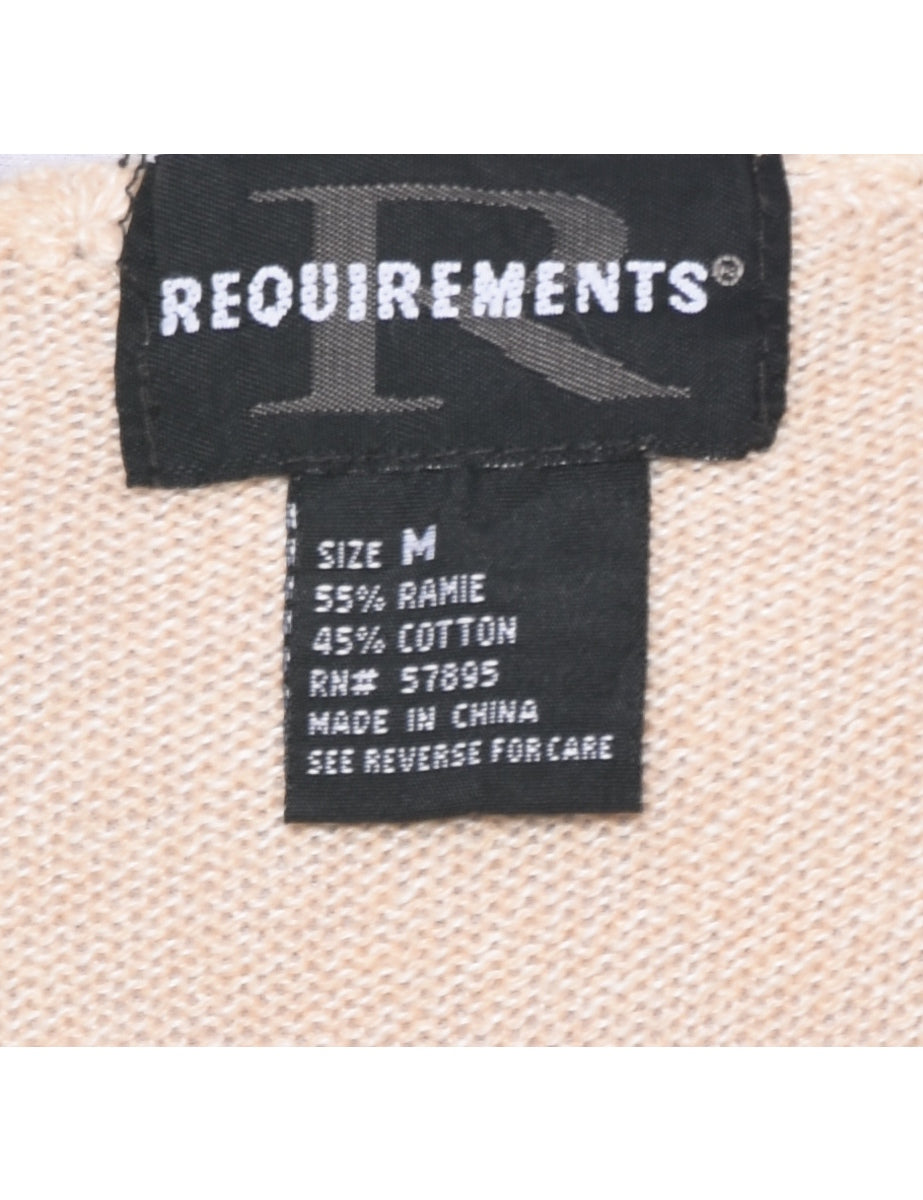 R
REQUIREMENTS®
SIZE M
55% RAMIE
45% COTTON
RN# 57895
MADE IN CHINA
SEE REVERSE FOR CARE